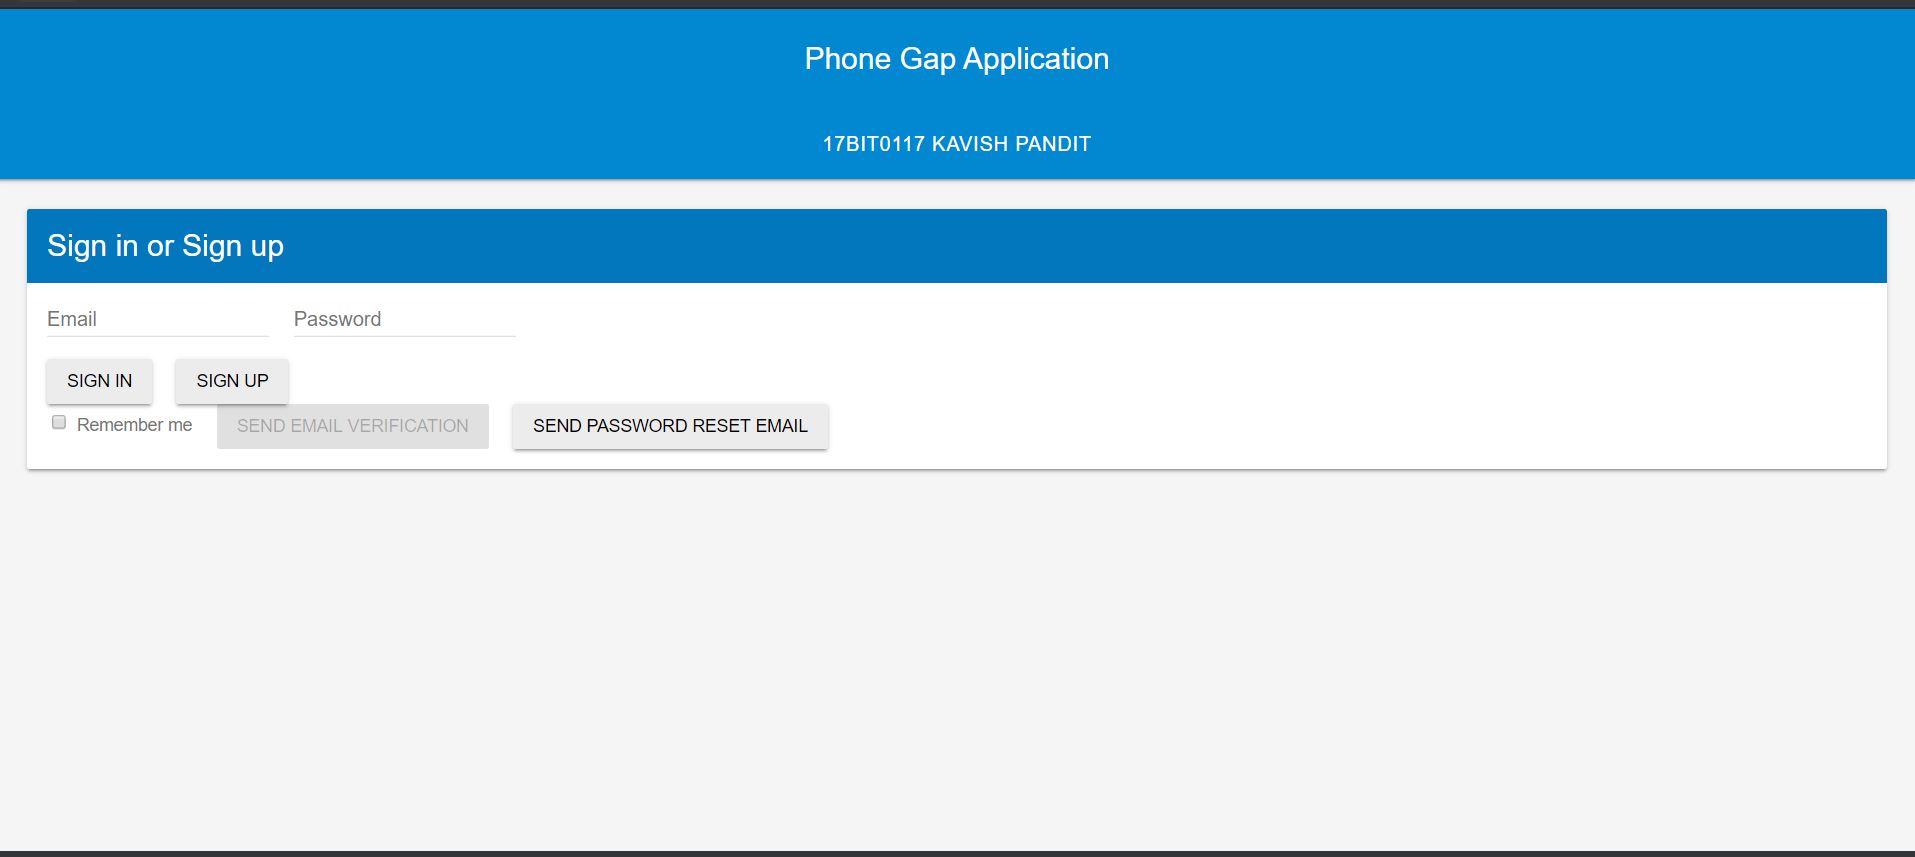 Phone Gap Application
17BIT0117 KAVISH PANDIT
Sign in or Sign up
Email Password
SIGN IN SIGN UP
Remember me SEND EMAIL VERIFICATION SEND PASSWORD RESET EMAIL